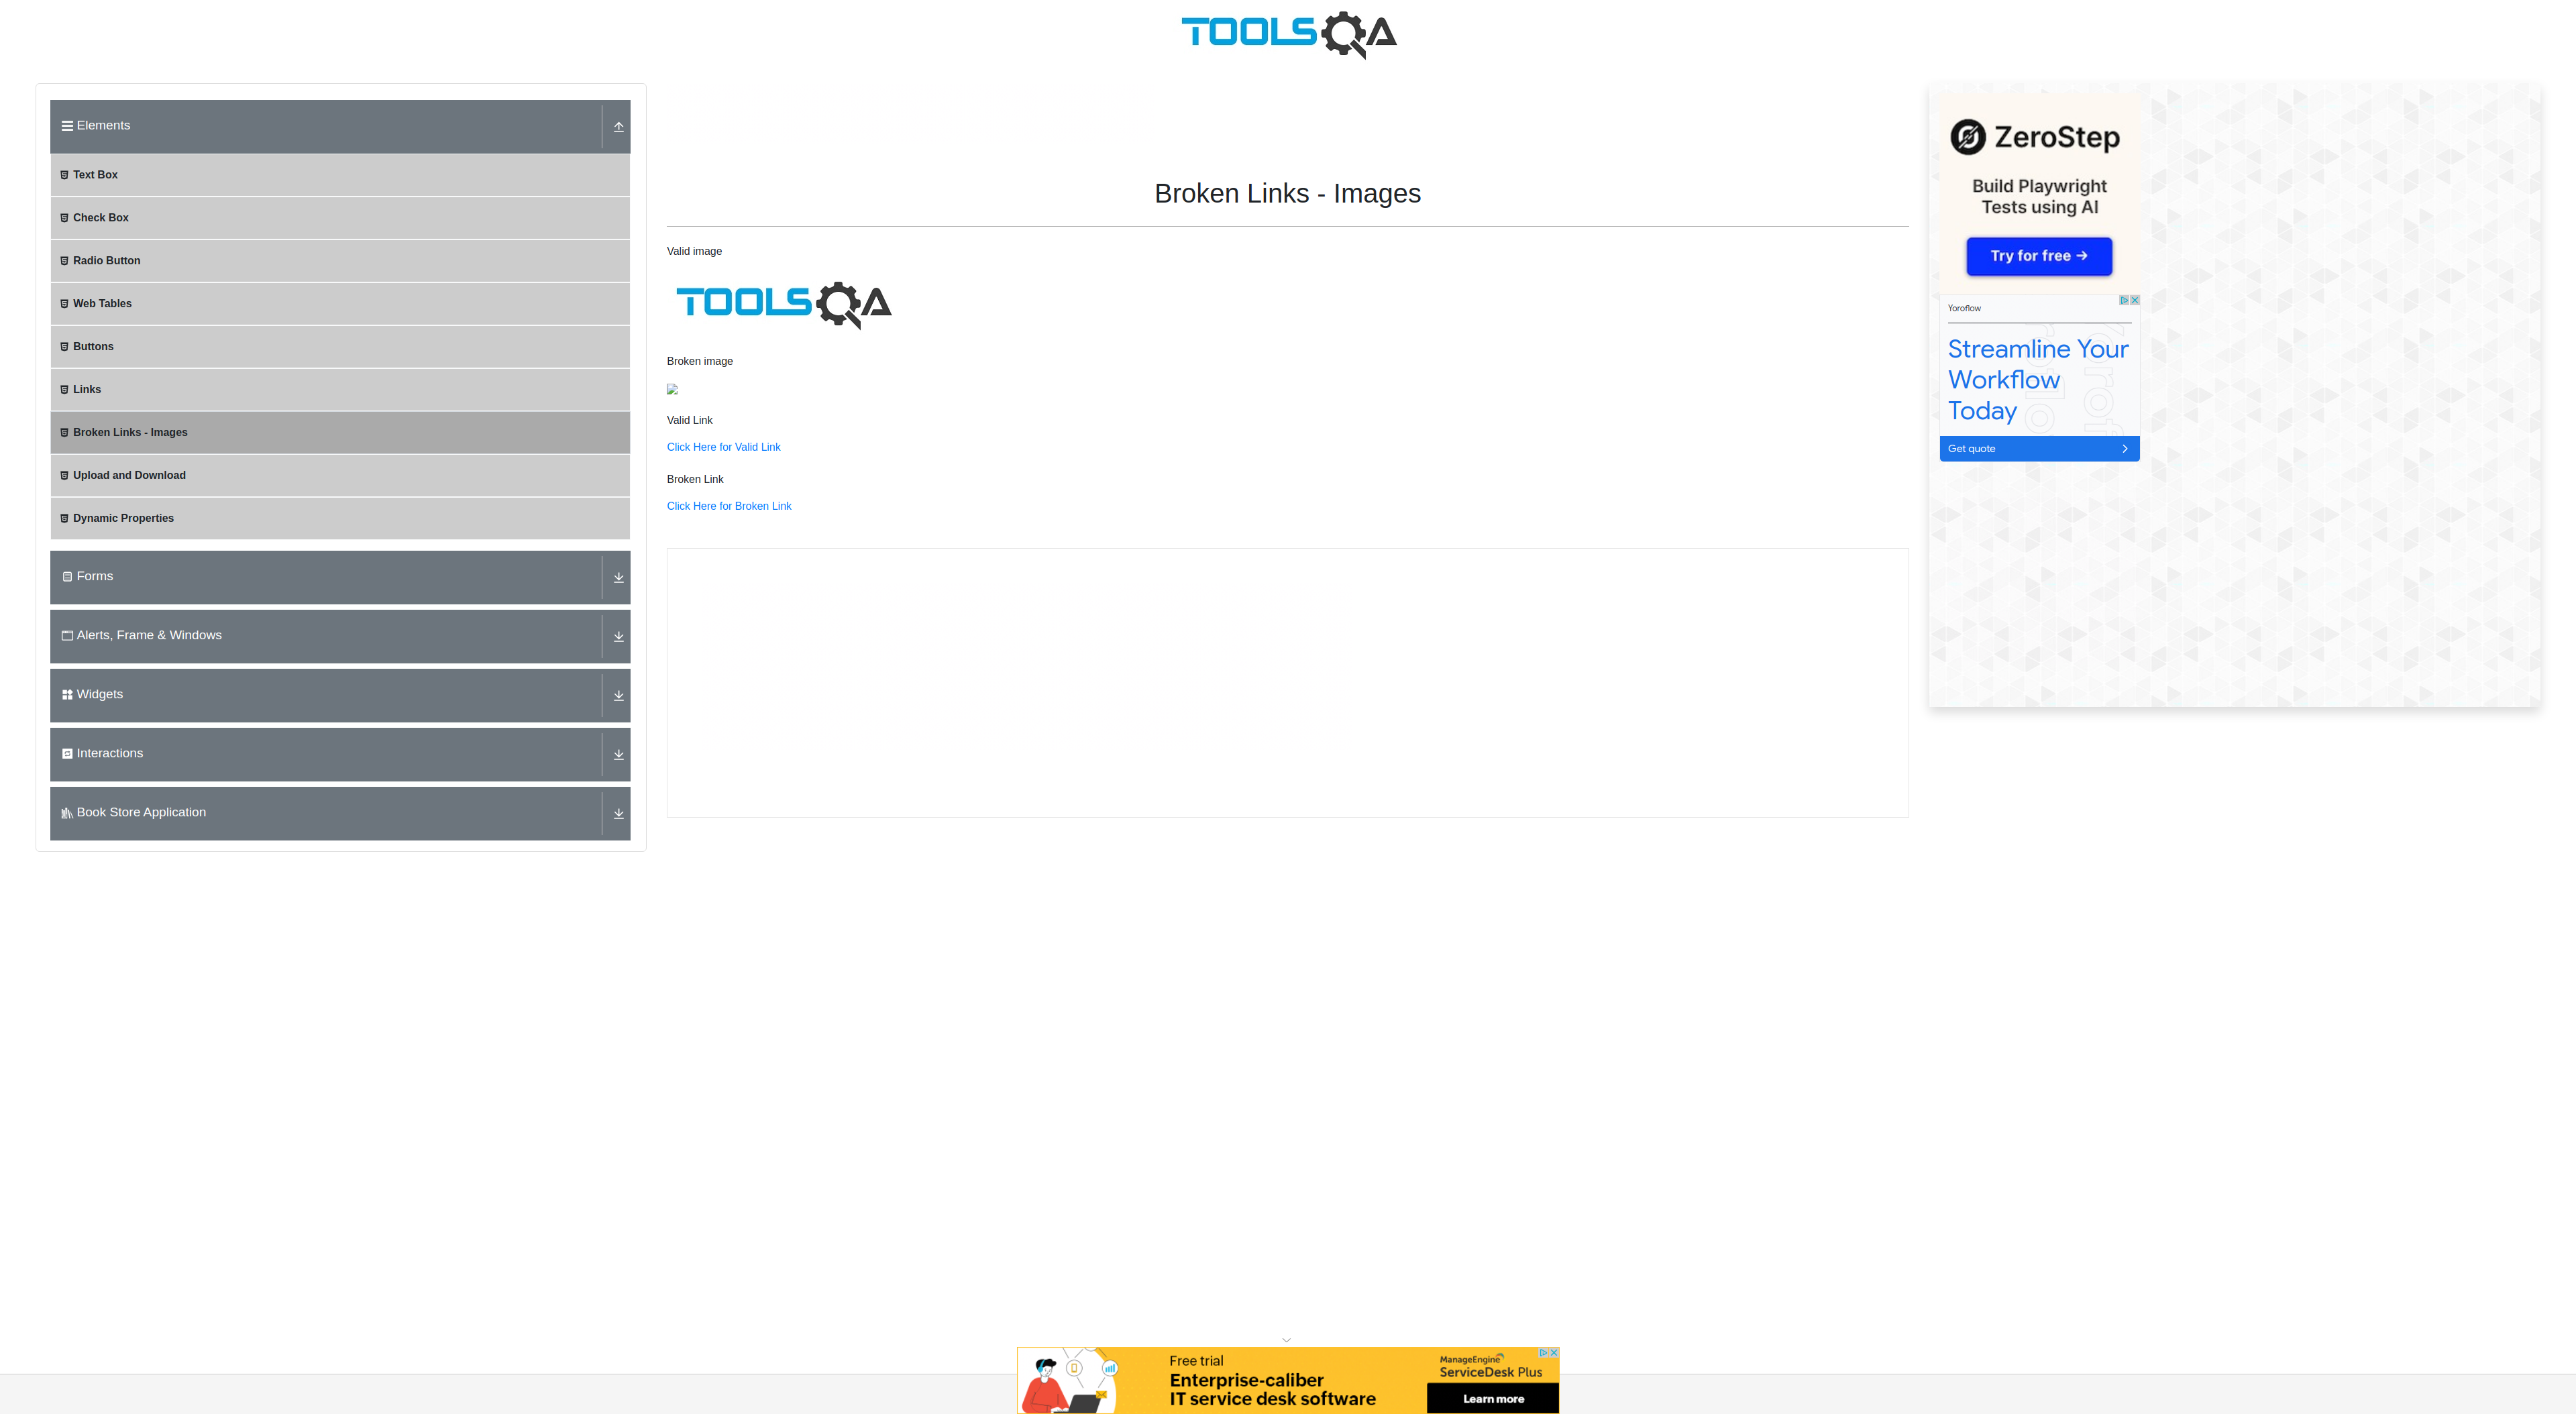 TOOLSQA
Elements
Text Box
Check Box
Radio Button
Web Tables
Buttons
Links
Broken Links - Images
Upload and Download
Dynamic Properties
Forms
Alerts, Frame & Windows
Widgets
Interactions
Book Store Application
Broken Links - Images
Valid image
TOOLSQA
Broken image
Valid Link
Click Here for Valid Link
Broken Link
Click Here for Broken Link
ZeroStep
Build Playwright
Tests using AI
Try for free →
Yoroflow
Streamline Your
Workflow
Today
Get quote
Free trial
Enterprise-caliber
IT service desk software
ManageEngine
ServiceDesk Plus
Learn more